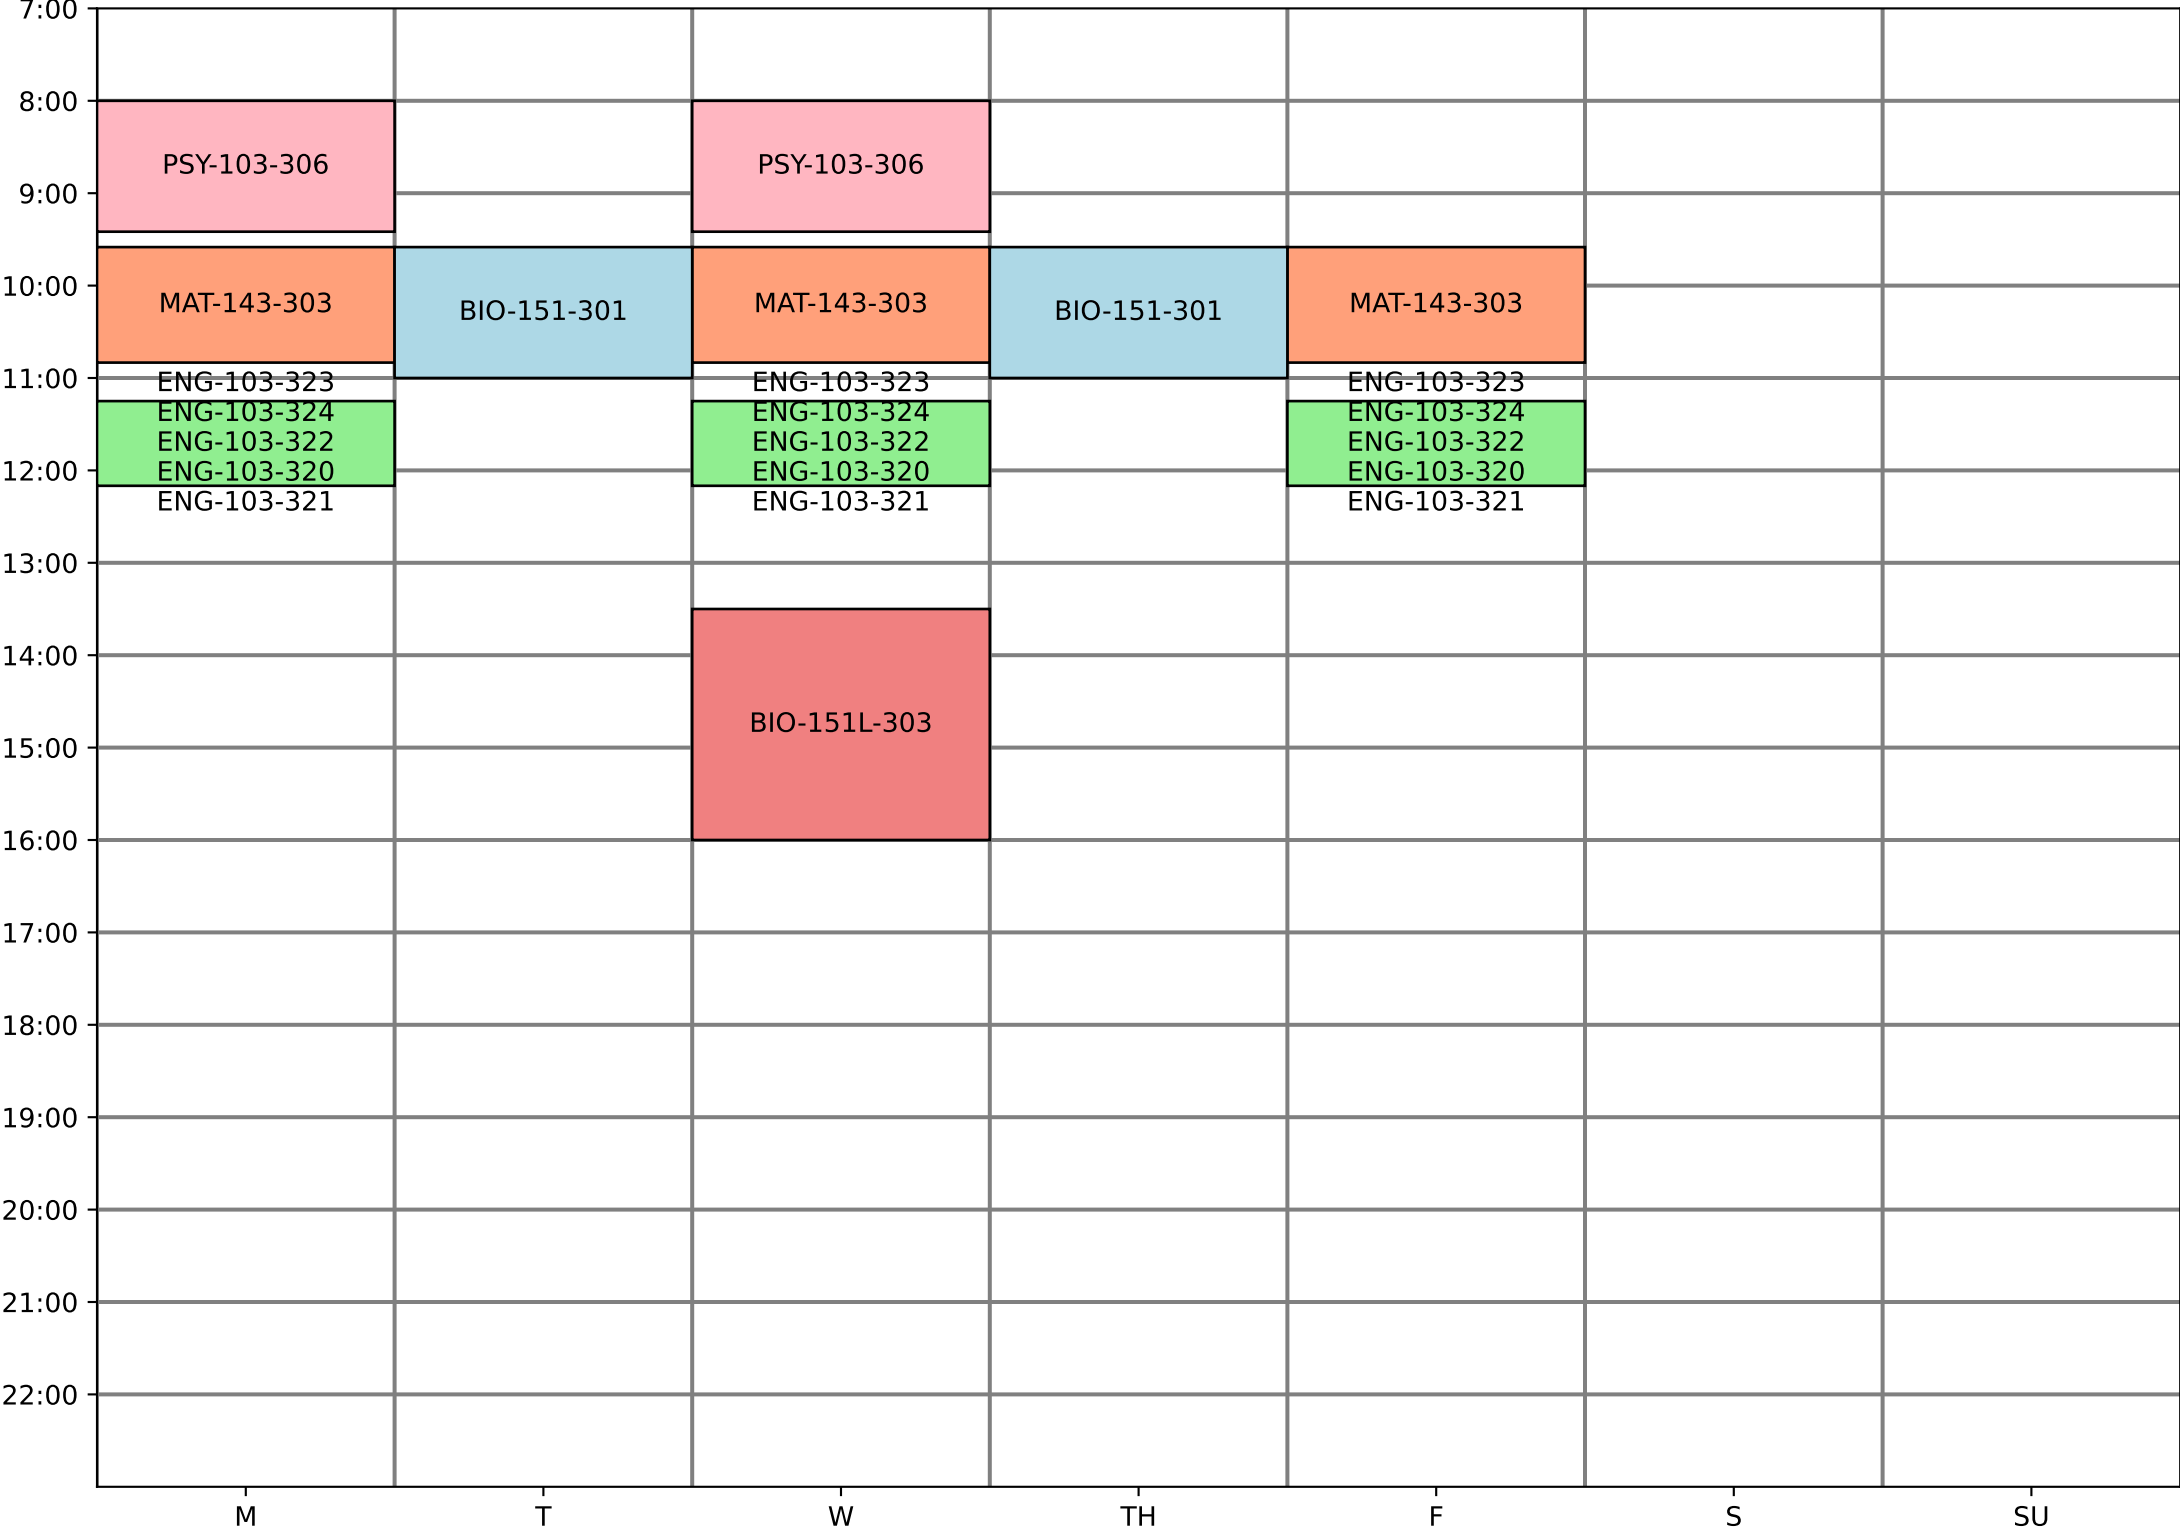 7:00
8:00
PSY-103-306 PSY-103-306
9:00
10:00
MAT-143-303 BIO-151-301 MAT-143-303 BIO-151-301 MAT-143-303
11:00
ENG-103-323 ENG-103-323 ENG-103-323
ENG-103-324 ENG-103-324 ENG-103-324
ENG-103-322 ENG-103-322 ENG-103-322
12:00 ENG-103-320 ENG-103-320 ENG-103-320
ENG-103-321 ENG-103-321 ENG-103-321
13:00
14:00
BIO-151L-303
15:00
16:00
17:00
18:00
19:00
20:00
21:00
22:00
M T W TH F S SU